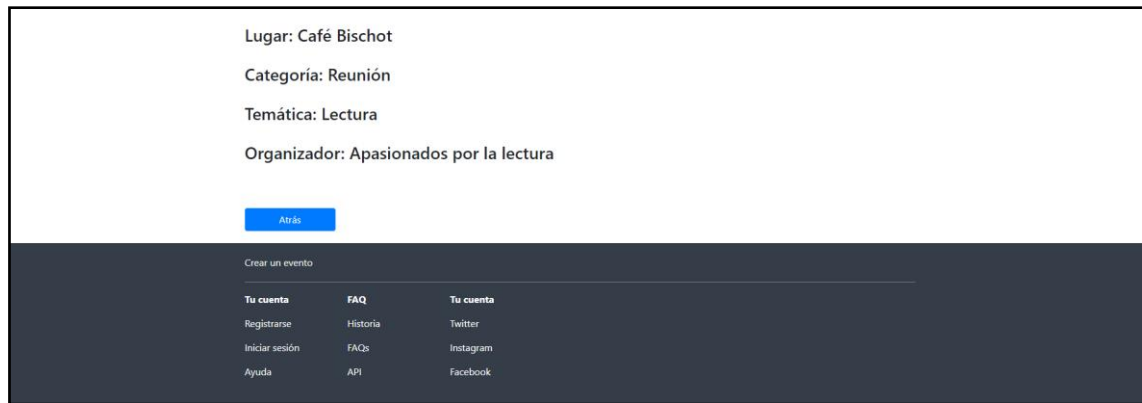 Lugar: Café Bischot
Categoría: Reunión
Temática: Lectura
Organizador: Apasionados por la lectura
Atrás
Crear un evento
Tu cuenta FAQ Tu cuenta
Registrarse Historia Twitter
Iniciar sesión FAQs Instagram
Ayuda API Facebook